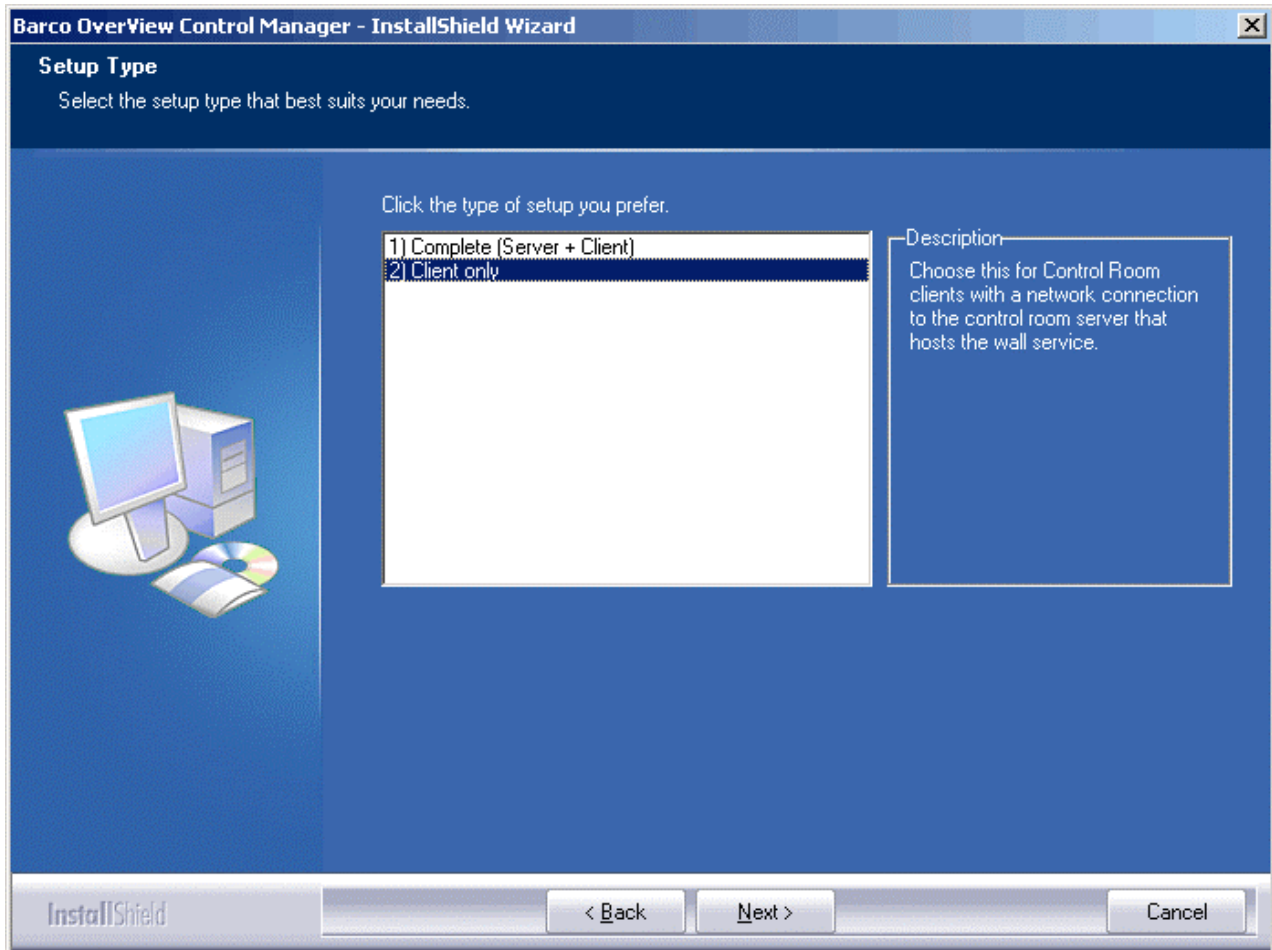 Barco OverView Control Manager - InstallShield Wizard
Setup Type
Select the setup type that best suits your needs.
Click the type of setup you prefer.
1) Complete (Server + Client)
2) Client only
Description
Choose this for Control Room
clients with a network connection
to the control room server that
hosts the wall service.
InstallShield
< Back
Next >
Cancel